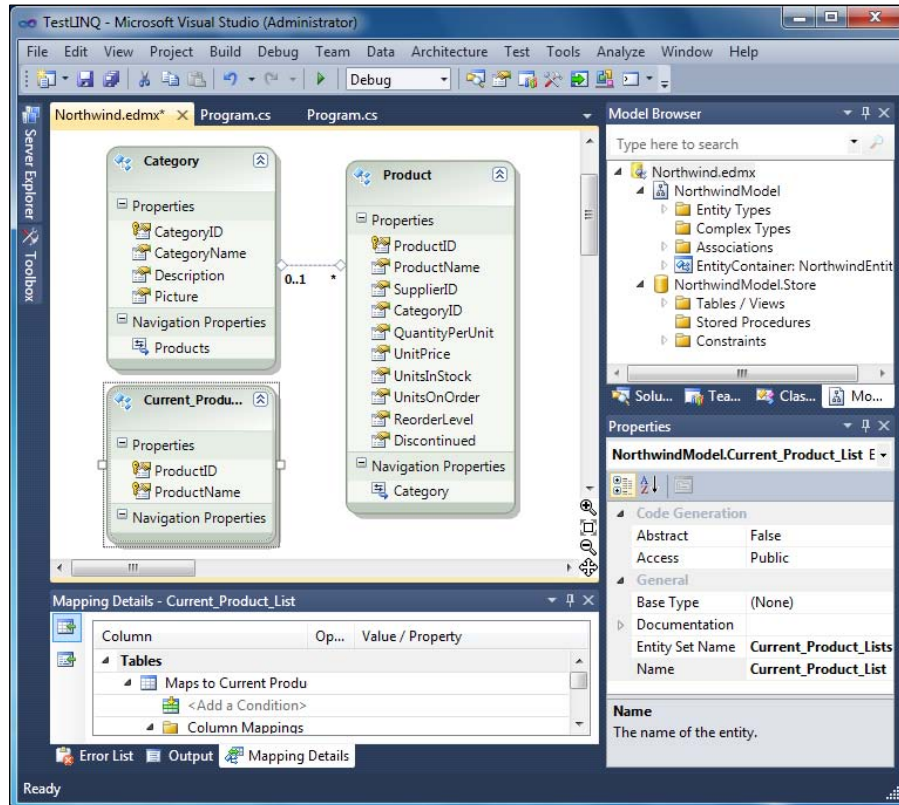 TestLINQ - Microsoft Visual Studio (Administrator)
File Edit View Project Build Debug Team Data Architecture Test Tools Analyze Window Help
Debug
Server Explorer
Toolbox
Northwind.edmx* Program.cs Program.cs
Category
Properties
CategoryID
CategoryName
Description
Picture
Navigation Properties
Products
0..1 *
Product
Properties
ProductID
ProductName
SupplierID
CategoryID
QuantityPerUnit
UnitPrice
UnitsInStock
UnitsOnOrder
ReorderLevel
Discontinued
Navigation Properties
Category
Current_Produ...
Properties
ProductID
ProductName
Navigation Properties
Mapping Details - Current_Product_List
Column Op... Value / Property
Tables
Maps to Current Produ
<Add a Condition>
Column Mappings
Error List Output Mapping Details
Model Browser
Type here to search
Northwind.edmx
NorthwindModel
Entity Types
Complex Types
Associations
EntityContainer: NorthwindEntit
NorthwindModel.Store
Tables / Views
Stored Procedures
Constraints
Solu... Tea... Clas... Mo...
Properties
NorthwindModel.Current_Product_List E
Code Generation
Abstract False
Access Public
General
Base Type (None)
Documentation
Entity Set Name Current_Product_Lists
Name Current_Product_List
Name
The name of the entity.
Ready